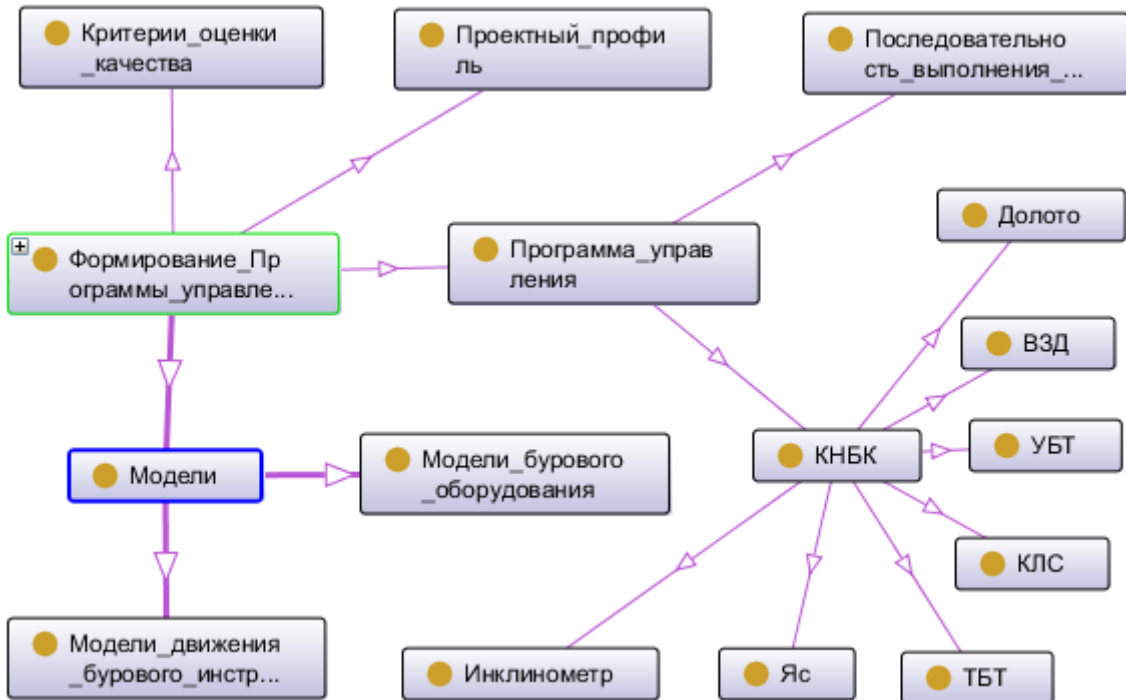 Критерии_оценки
_качества
Проектный_профи
ль
Последовательно
сть_выполнения_...
Долото
Формирование_Пр
ограммы_управле...
Программа_управ
ления
ВЗД
Модели
Модели_бурового
_оборудования
КНБК
УБТ
КЛС
Модели_движения
_бурового_инстр...
Инклинометр
Яс
ТБТ